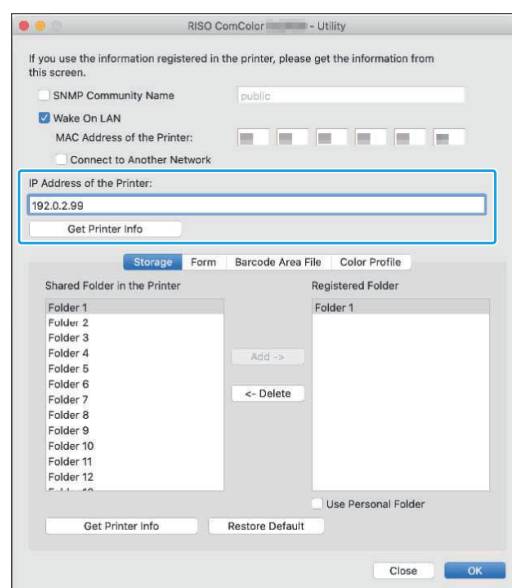 RISO ComColor - Utility
If you use the information registered in the printer, please get the information from
this screen.
SNMP Community Name public
Wake On LAN
MAC Address of the Printer:
Connect to Another Network
IP Address of the Printer:
192.0.2.99
Get Printer Info
Storage Form Barcode Area File Color Profile
Shared Folder in the Printer Registered Folder
Folder 1 Folder 1
Folder 2
Folder 3
Folder 4
Add ->
Folder 5
Folder 6
<- Delete
Folder 7
Folder 8
Folder 9
Folder 10
Folder 11
Folder 12
Use Personal Folder
Get Printer Info Restore Default
Close OK